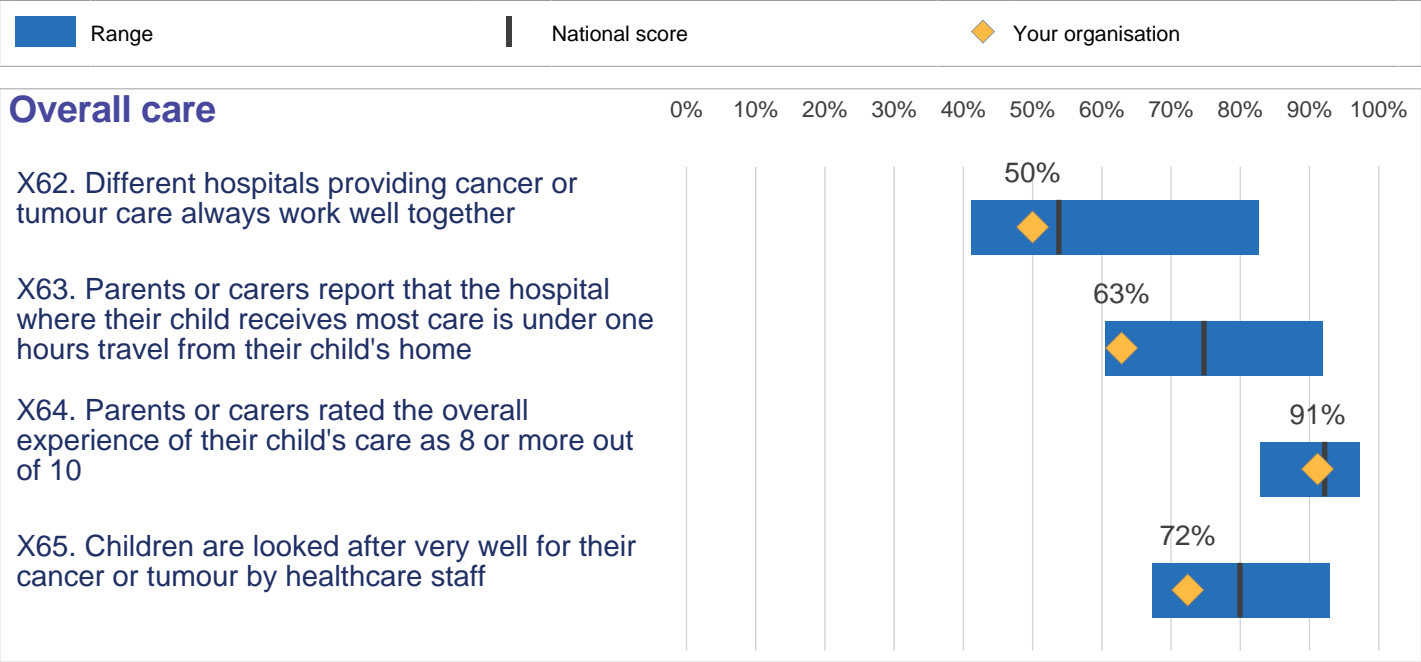 Range
National score
Your organisation
Overall care
0% 10% 20% 30% 40% 50% 60% 70% 80% 90% 100%
X62. Different hospitals providing cancer or
tumour care always work well together
50%
X63. Parents or carers report that the hospital
where their child receives most care is under one
hours travel from their child's home
63%
X64. Parents or carers rated the overall
experience of their child's care as 8 or more out
of 10
91%
X65. Children are looked after very well for their
cancer or tumour by healthcare staff
72%